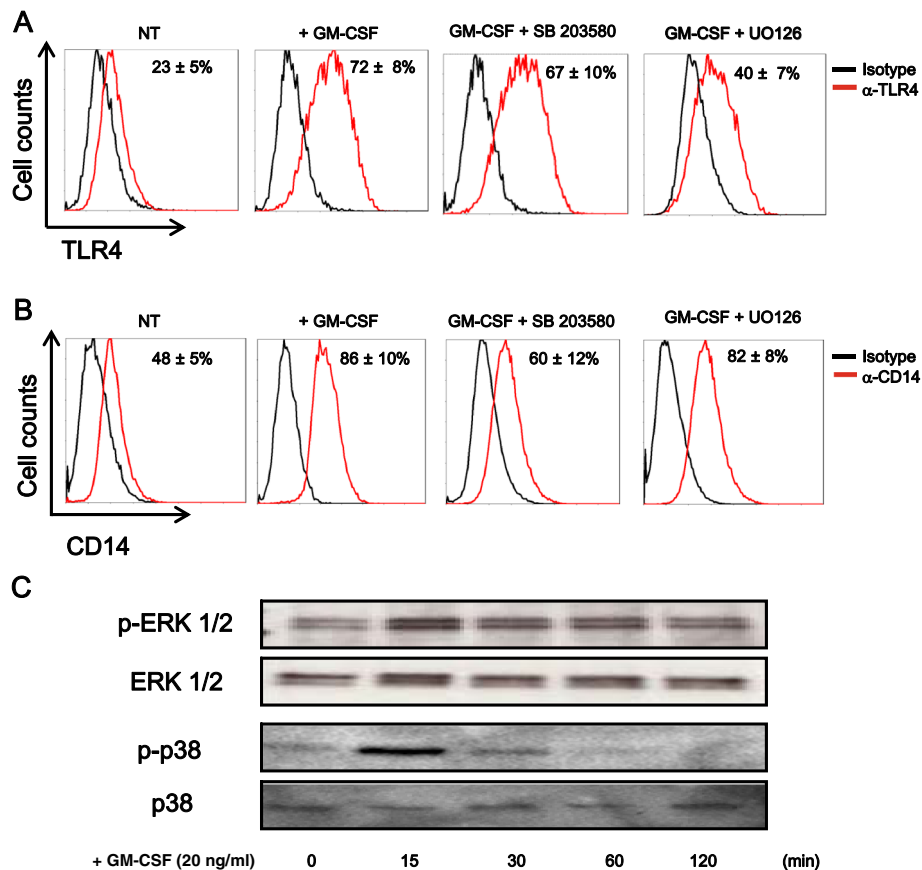 A
NT
+ GM-CSF
GM-CSF + SB 203580
GM-CSF + UO126
23 ± 5%
72 ± 8%
67 ± 10%
40 ± 7%
Isotype
α-TLR4
Cell counts
TLR4
B
NT
+ GM-CSF
GM-CSF + SB 203580
GM-CSF + UO126
48 ± 5%
86 ± 10%
60 ± 12%
82 ± 8%
Isotype
α-CD14
Cell counts
CD14
C
p-ERK 1/2
ERK 1/2
p-p38
p38
+ GM-CSF (20 ng/ml) 0 15 30 60 120 (min)